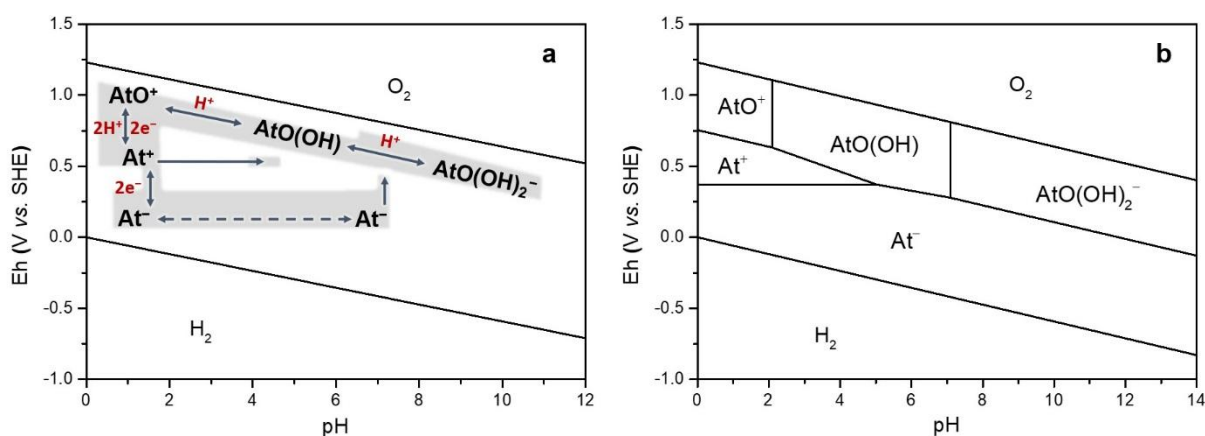 a
Eh (V vs. SHE)
1.5
1.0
0.5
0.0
-0.5
-1.0
O₂
AtO⁺
H⁺
2H⁺ 2e⁻
AtO(OH)
H⁺
At⁺
AtO(OH)₂⁻
2e⁻
At⁻
At⁻
H₂
0 2 4 6 8 10 12
pH
b
Eh (V vs. SHE)
1.5
1.0
0.5
0.0
-0.5
-1.0
O₂
AtO⁺
AtO(OH)
At⁺
AtO(OH)₂⁻
At⁻
H₂
0 2 4 6 8 10 12 14
pH